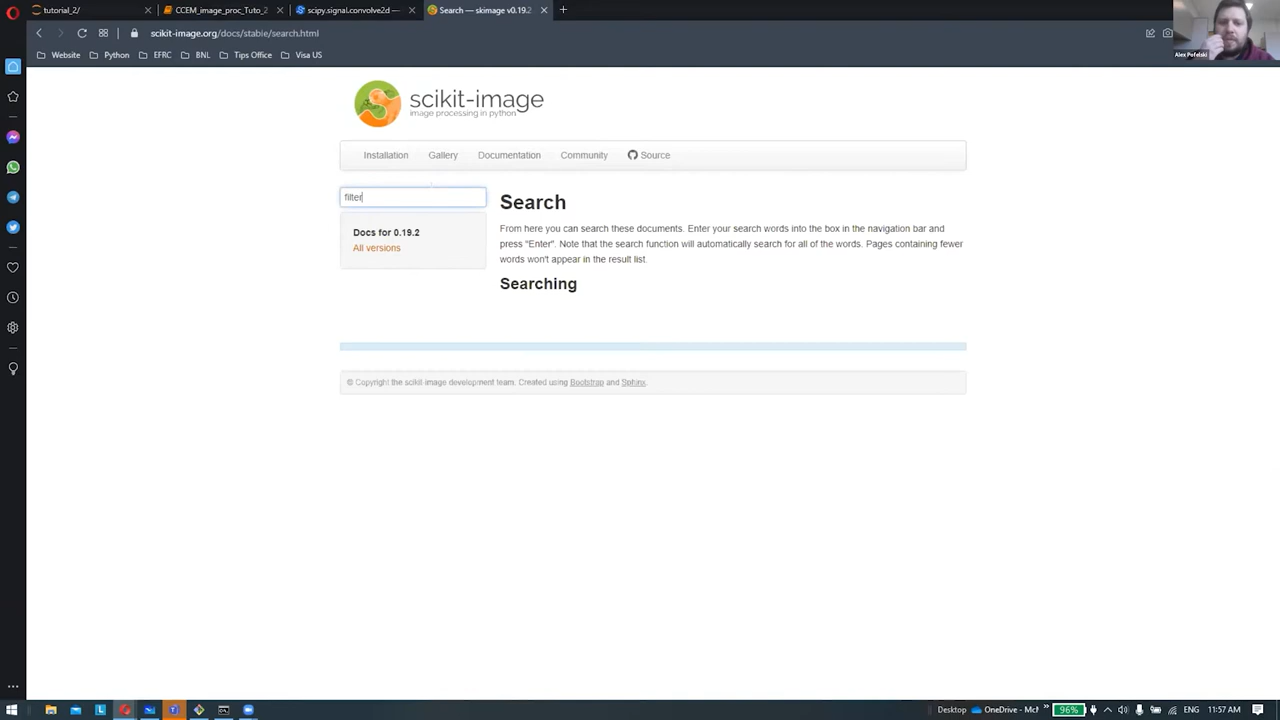 tutorial_2/
CCEM_image_proc_Tuto_2
scipy.signal.convolve2d —
Search — skimage v0.19.2
scikit-image.org/docs/stable/search.html
Website
Python
EFRC
BNL
Tips Office
Visa US
Alex Pofelski
scikit-image
image processing in python
Installation
Gallery
Documentation
Community
Source
filter
Search
Docs for 0.19.2
All versions
From here you can search these documents. Enter your search words into the box in the navigation bar and
press "Enter". Note that the search function will automatically search for all of the words. Pages containing fewer
words won't appear in the result list.
Searching
© Copyright the scikit-image development team. Created using Bootstrap and Sphinx.
Desktop
OneDrive - McM
»
96%
ENG
11:57 AM